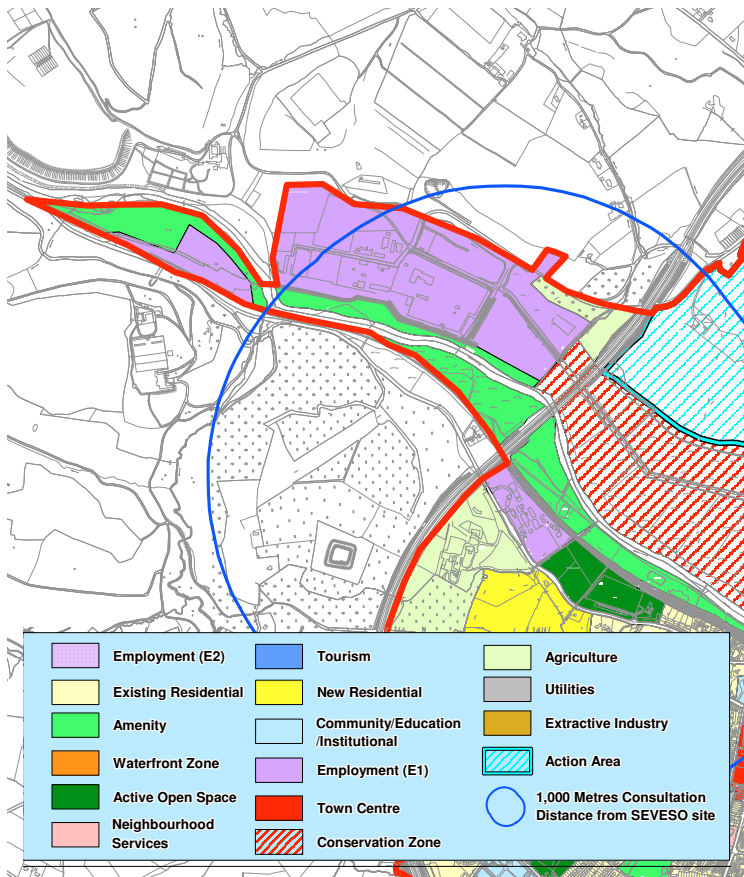 Employment (E2)
Existing Residential
Amenity
Waterfront Zone
Active Open Space
Neighbourhood
Services
Tourism
New Residential
Community/Education
/Institutional
Employment (E1)
Town Centre
Conservation Zone
Agriculture
Utilities
Extractive Industry
Action Area
1,000 Metres Consultation
Distance from SEVESO site